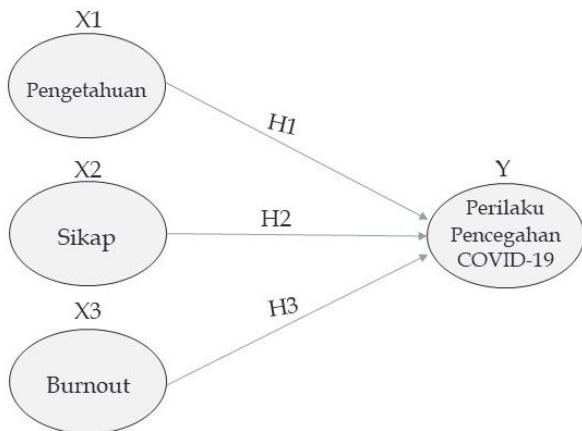 X1
Pengetahuan
H1
X2
Sikap
H2
Y
Perilaku
Pencegahan
COVID-19
X3
Burnout
H3